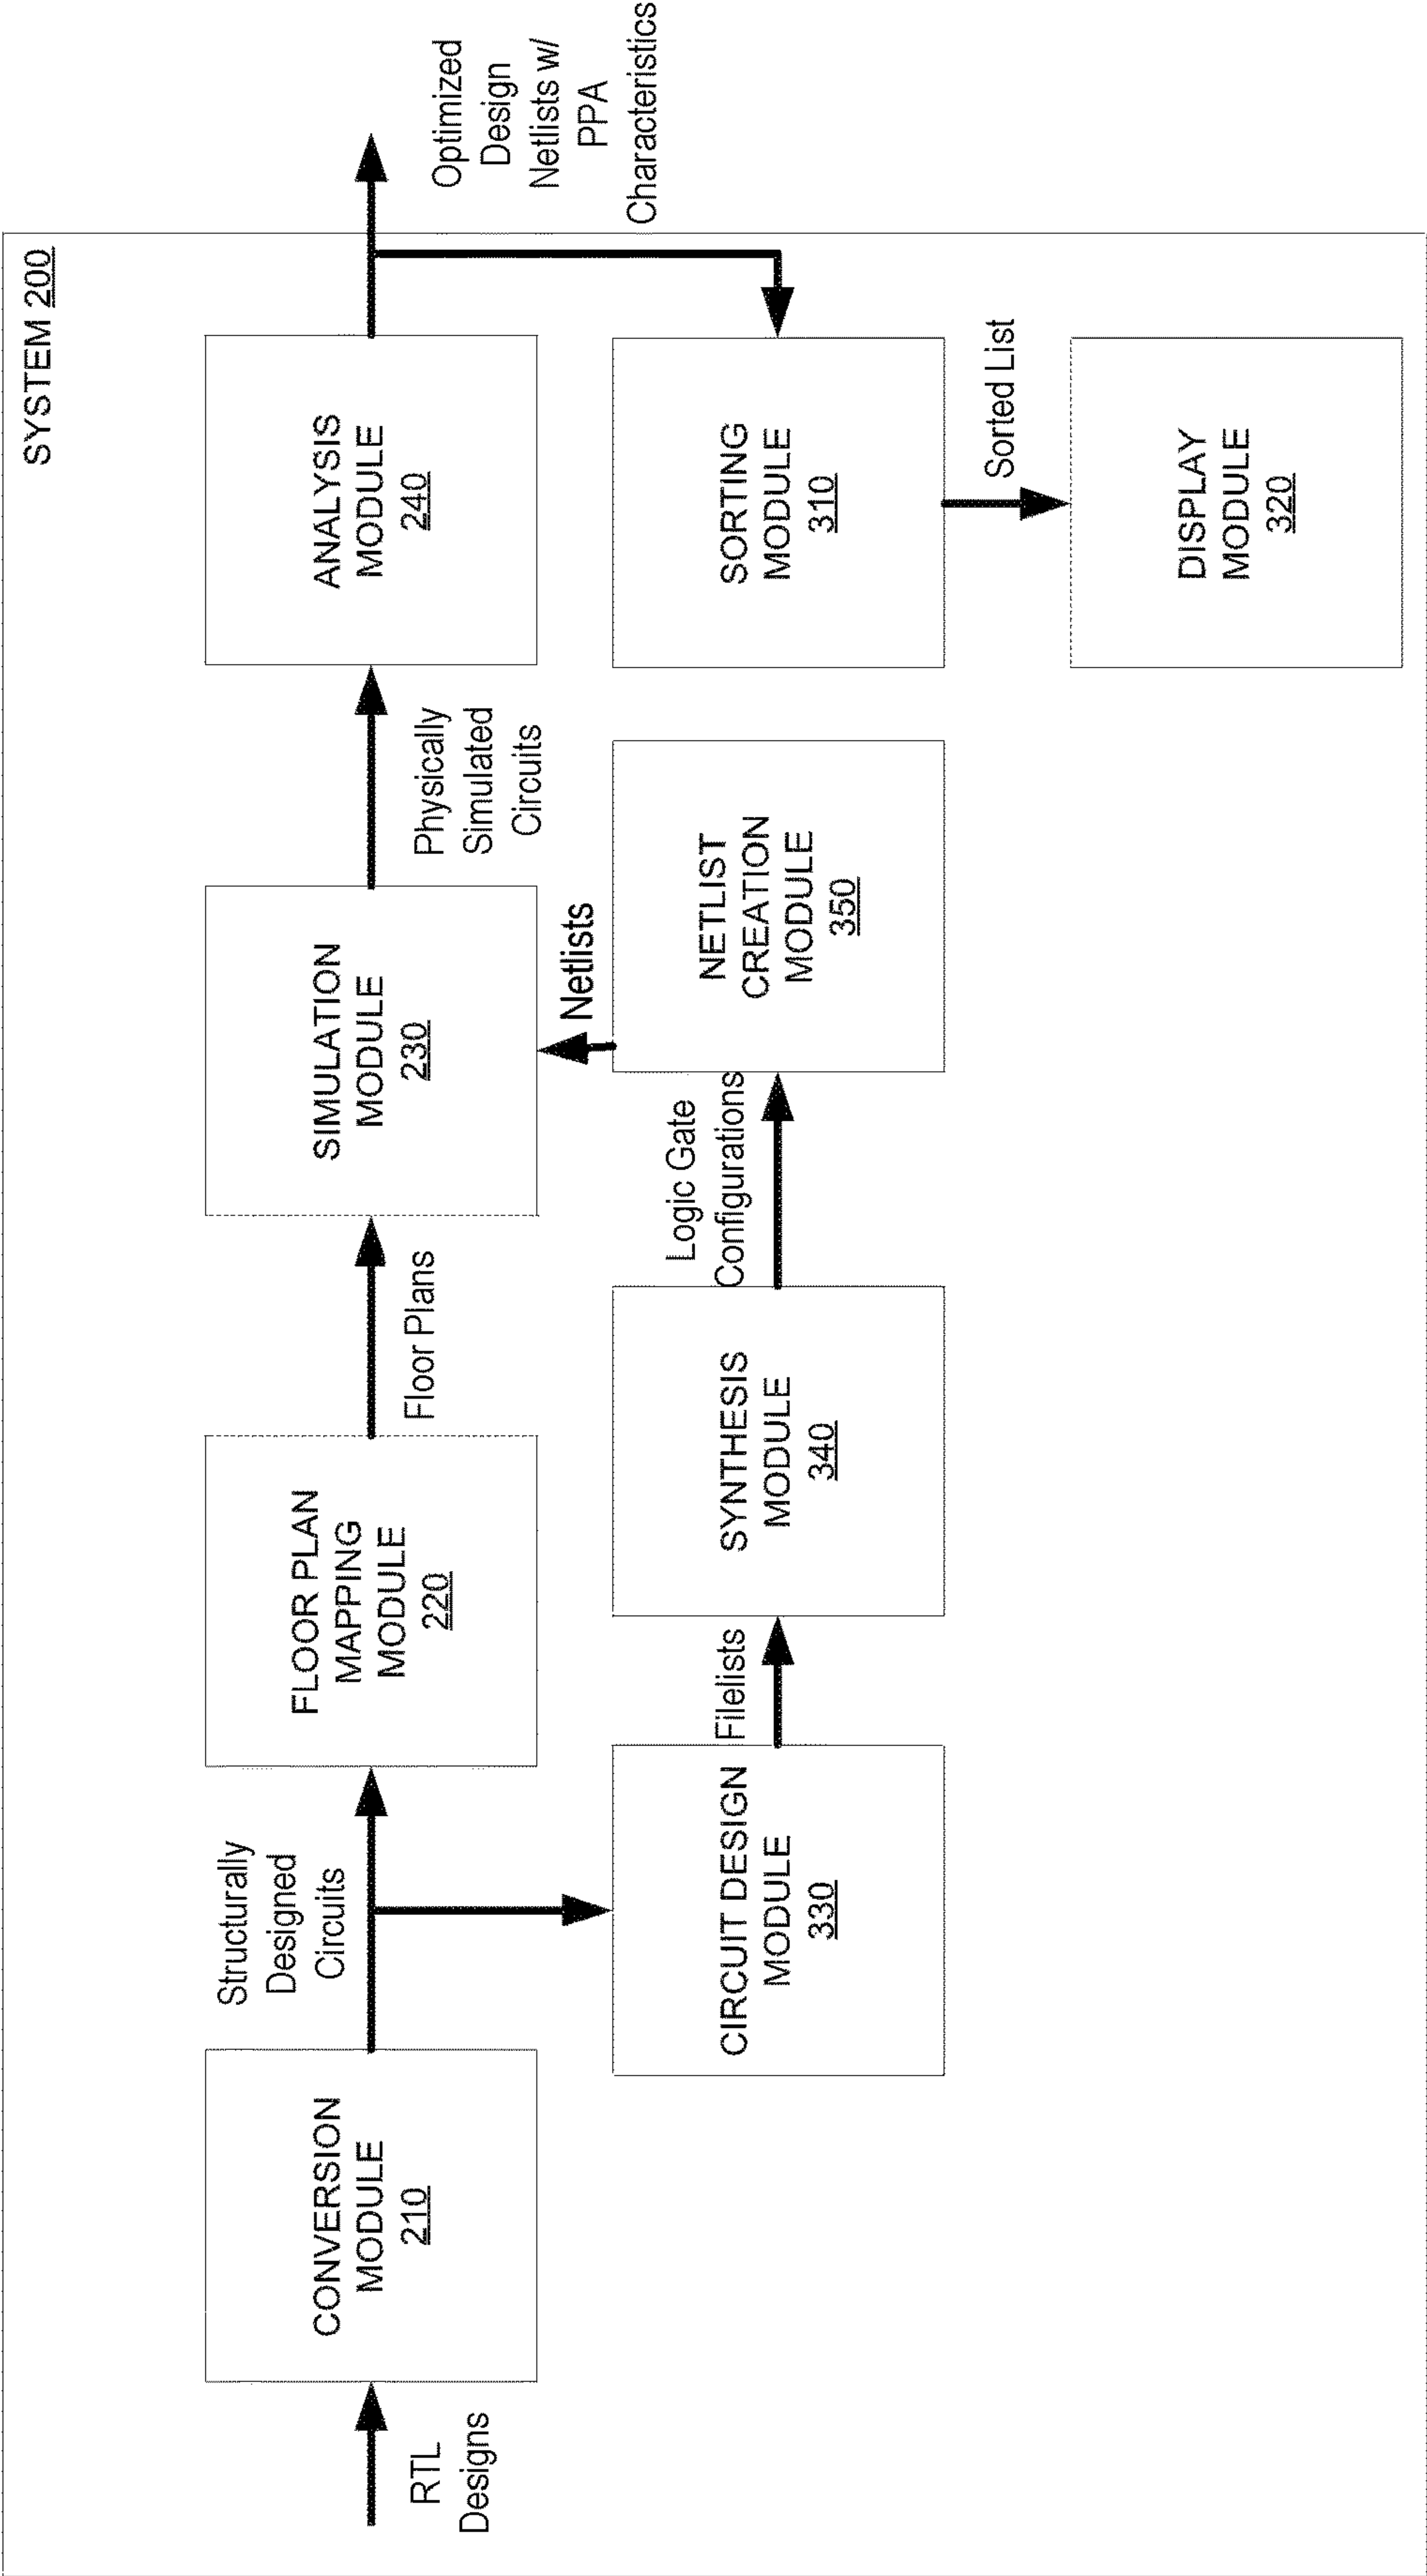 SYSTEM 200
RTL
Designs
CONVERSION
MODULE
210
Structurally
Designed
Circuits
FLOOR PLAN
MAPPING
MODULE
220
Floor Plans
SIMULATION
MODULE
230
Physically
Simulated
Circuits
ANALYSIS
MODULE
240
Optimized
Design
Netlists w/
PPA
Characteristics
CIRCUIT DESIGN
MODULE
330
Filelists
SYNTHESIS
MODULE
340
Logic Gate
Configurations
NETLIST
CREATION
MODULE
350
Netlists
SORTING
MODULE
310
Sorted List
DISPLAY
MODULE
320